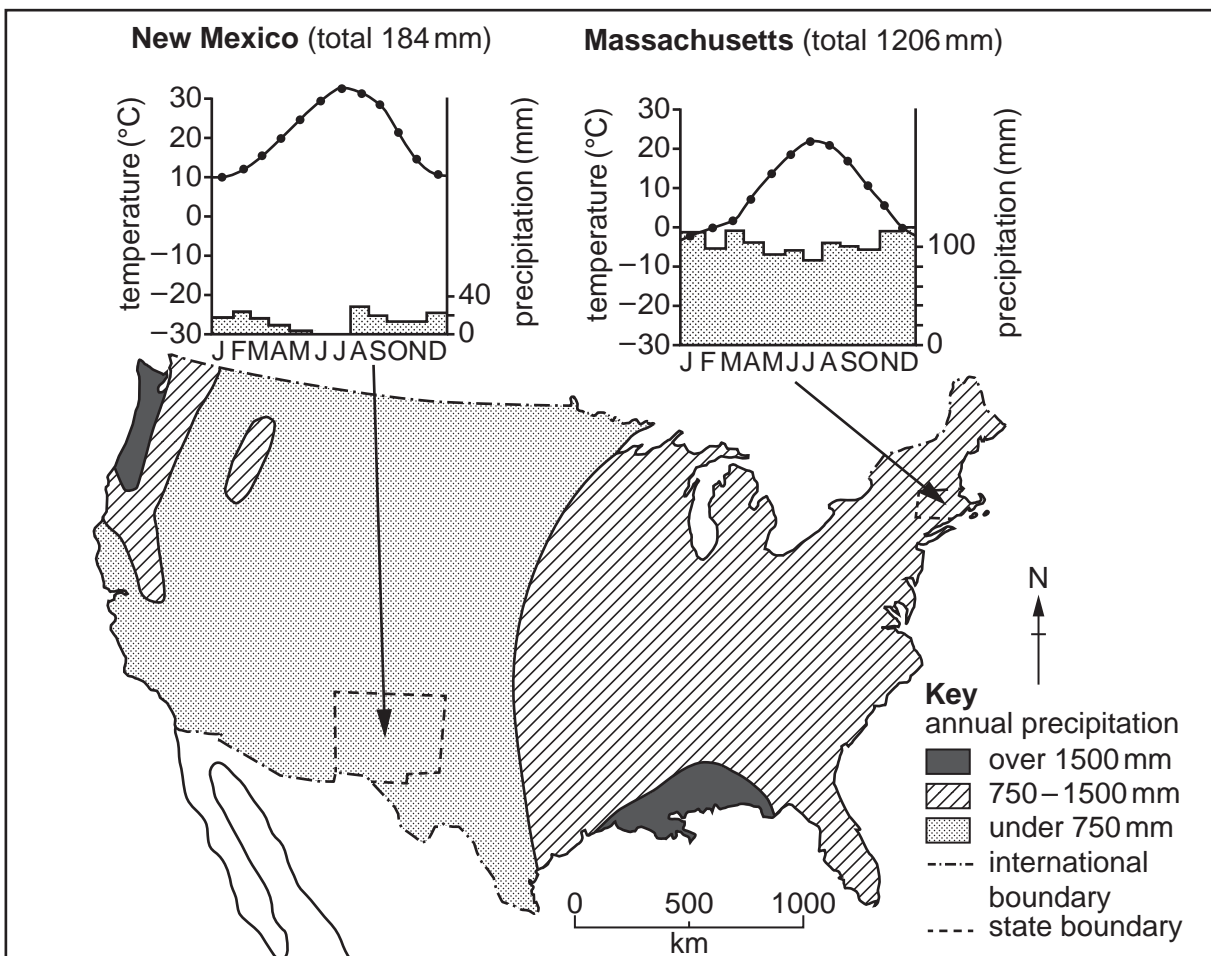 New Mexico (total 184 mm)
temperature (°C)
30
20
10
0
–10
–20
–30
precipitation (mm)
40
0
J F M A M J J A S O N D
Massachusetts (total 1206 mm)
temperature (°C)
30
20
10
0
–10
–20
–30
precipitation (mm)
100
0
J F M A M J J A S O N D
N
Key
annual precipitation
over 1500 mm
750 – 1500 mm
under 750 mm
international
boundary
state boundary
0 500 1000
km